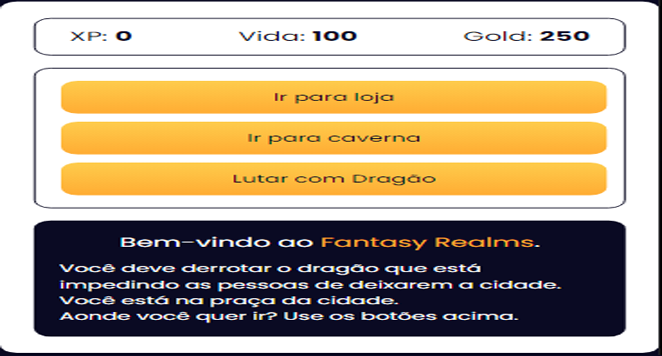 XP: 0 Vida: 100 Gold: 250
Ir para loja
Ir para caverna
Lutar com Dragão
Bem-vindo ao Fantasy Realms.
Você deve derrotar o dragão que está
impedindo as pessoas de deixarem a cidade.
Você está na praça da cidade.
Aonde você quer ir? Use os botões acima.